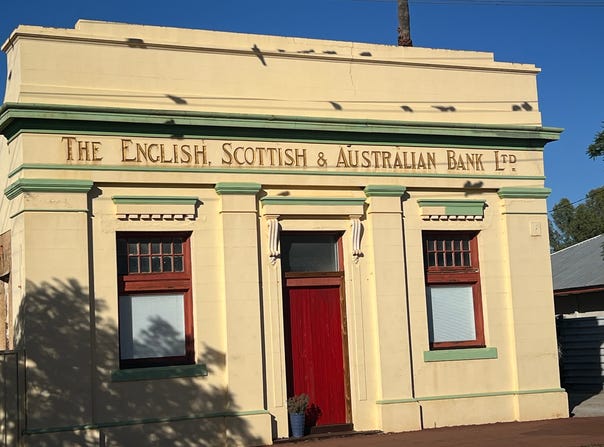 THE ENGLISH, SCOTTISH & AUSTRALIAN BANK LTD.